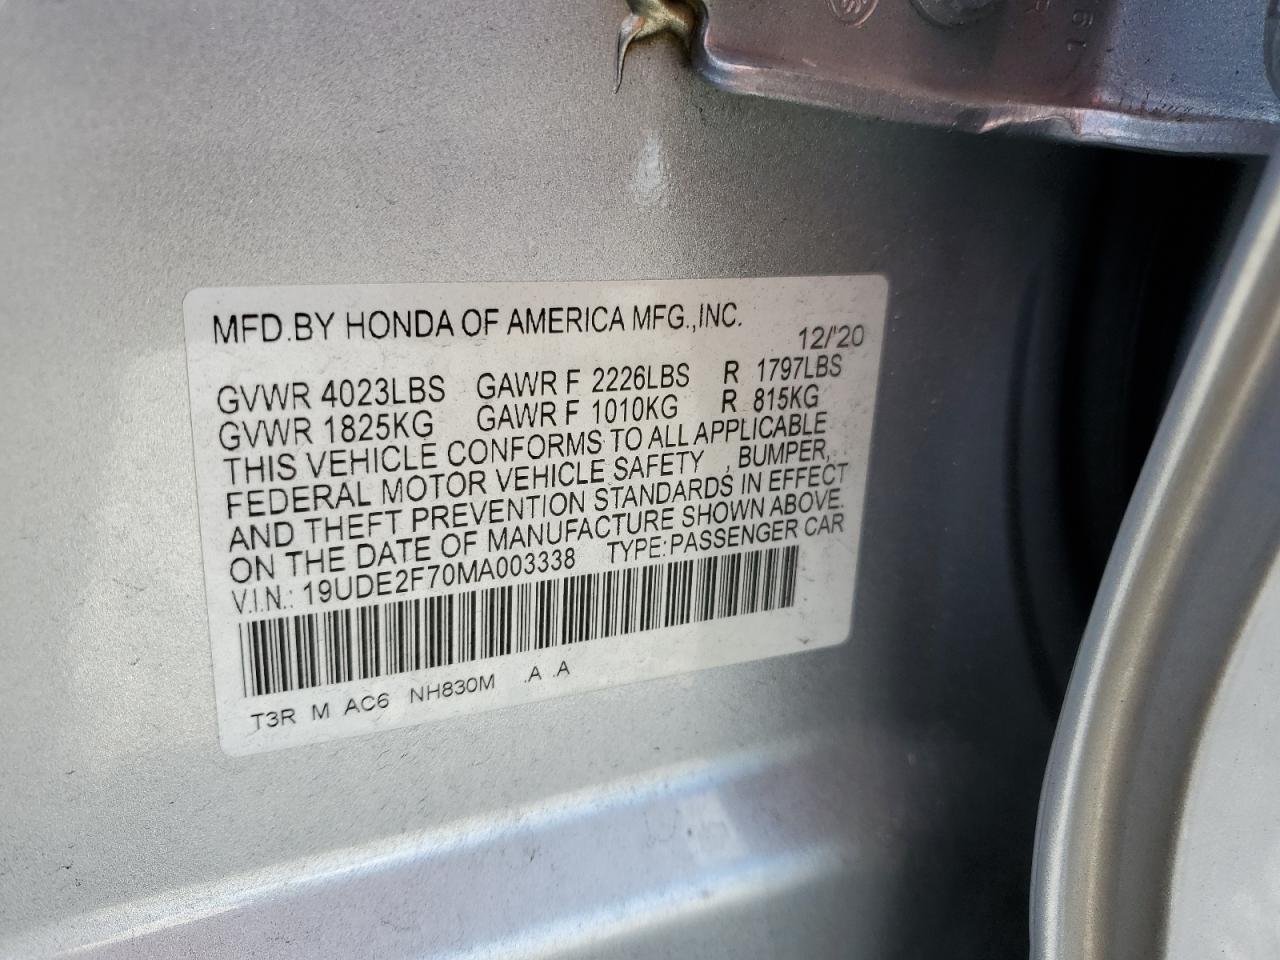 MFD.BY HONDA OF AMERICA MFG.,INC.
12/'20
GVWR 4023LBS GAWR F 2226LBS R 1797LBS
GVWR 1825KG GAWR F 1010KG R 815KG
THIS VEHICLE CONFORMS TO ALL APPLICABLE
FEDERAL MOTOR VEHICLE SAFETY , BUMPER,
AND THEFT PREVENTION STANDARDS IN EFFECT
ON THE DATE OF MANUFACTURE SHOWN ABOVE.
V.I.N.: 19UDE2F70MA003338 TYPE:PASSENGER CAR
T3R M AC6 NH830M .A .A